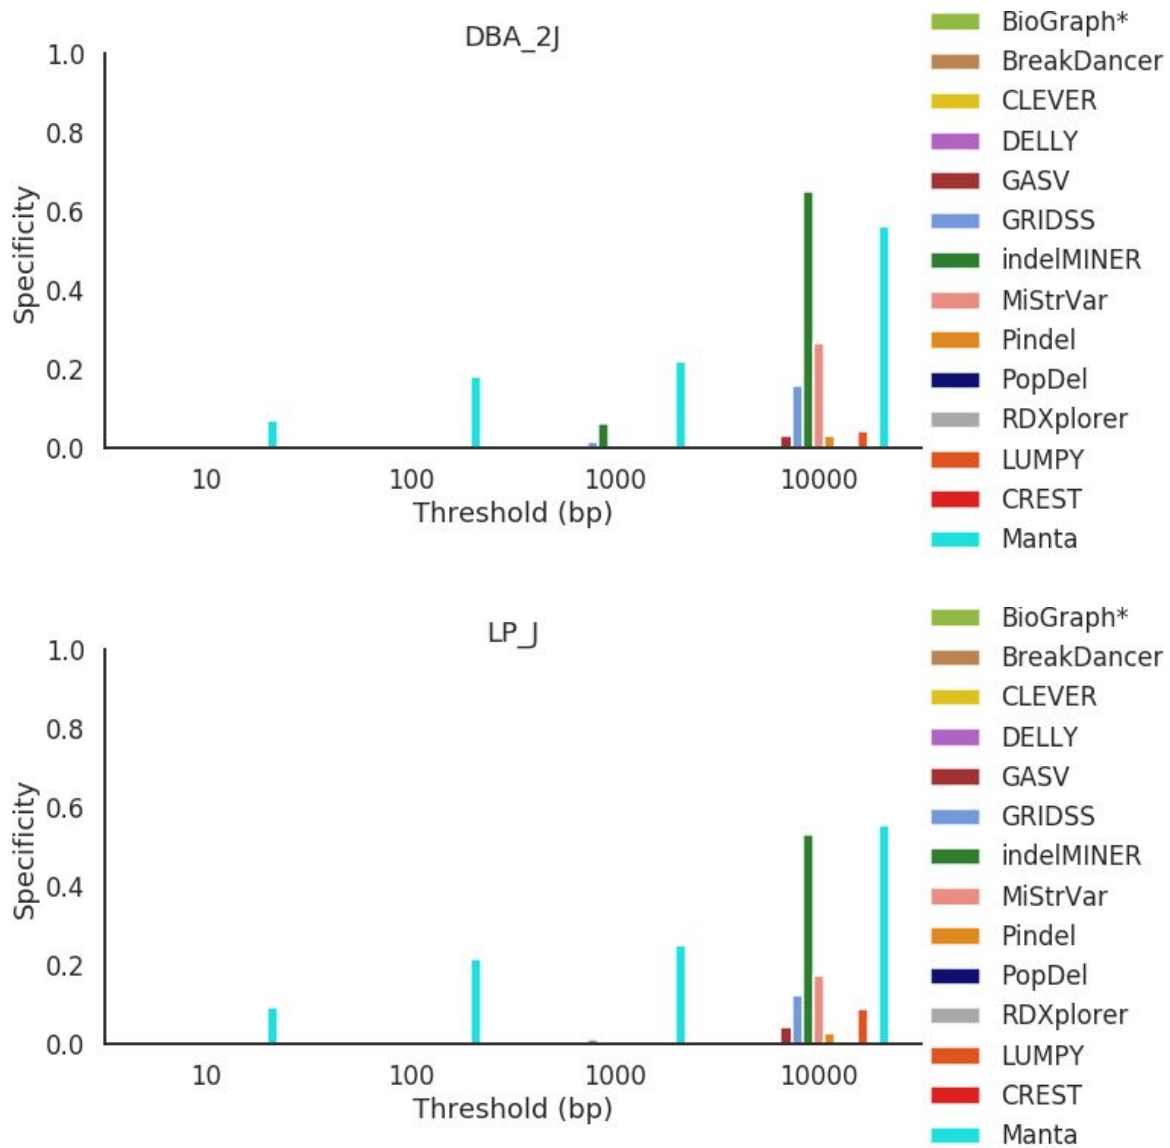 DBA_2J
1.0
0.8
0.6
0.4
0.2
0.0
Specificity
10 100 1000 10000
Threshold (bp)
BioGraph*
BreakDancer
CLEVER
DELLY
GASV
GRIDSS
indelMINER
MiStrVar
Pindel
PopDel
RDXplorer
LUMPY
CREST
Manta
LP_J
1.0
0.8
0.6
0.4
0.2
0.0
Specificity
10 100 1000 10000
Threshold (bp)
BioGraph*
BreakDancer
CLEVER
DELLY
GASV
GRIDSS
indelMINER
MiStrVar
Pindel
PopDel
RDXplorer
LUMPY
CREST
Manta